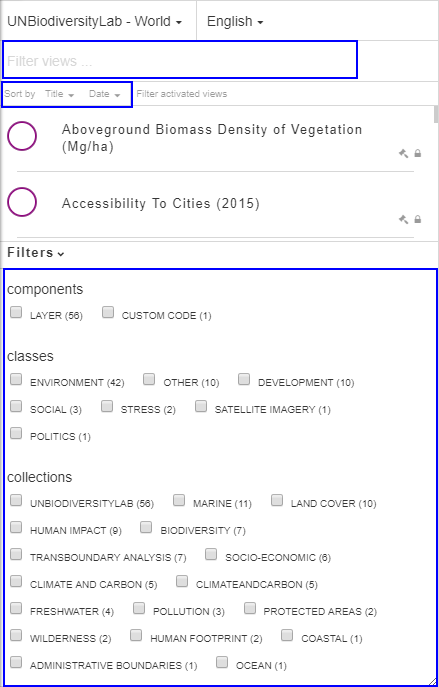 UNBiodiversityLab - World English
Filter views ...
Sort by Title Date Filter activated views
Aboveground Biomass Density of Vegetation
(Mg/ha)
Accessibility To Cities (2015)
Filters
components
LAYER (56) CUSTOM CODE (1)
classes
ENVIRONMENT (42) OTHER (10) DEVELOPMENT (10)
SOCIAL (3) STRESS (2) SATELLITE IMAGERY (1)
POLITICS (1)
collections
UNBIODIVERSITYLAB (56) MARINE (11) LAND COVER (10)
HUMAN IMPACT (9) BIODIVERSITY (7)
TRANSBOUNDARY ANALYSIS (7) SOCIO-ECONOMIC (6)
CLIMATE AND CARBON (5) CLIMATEANDCARBON (5)
FRESHWATER (4) POLLUTION (3) PROTECTED AREAS (2)
WILDERNESS (2) HUMAN FOOTPRINT (2) COASTAL (1)
ADMINISTRATIVE BOUNDARIES (1) OCEAN (1)